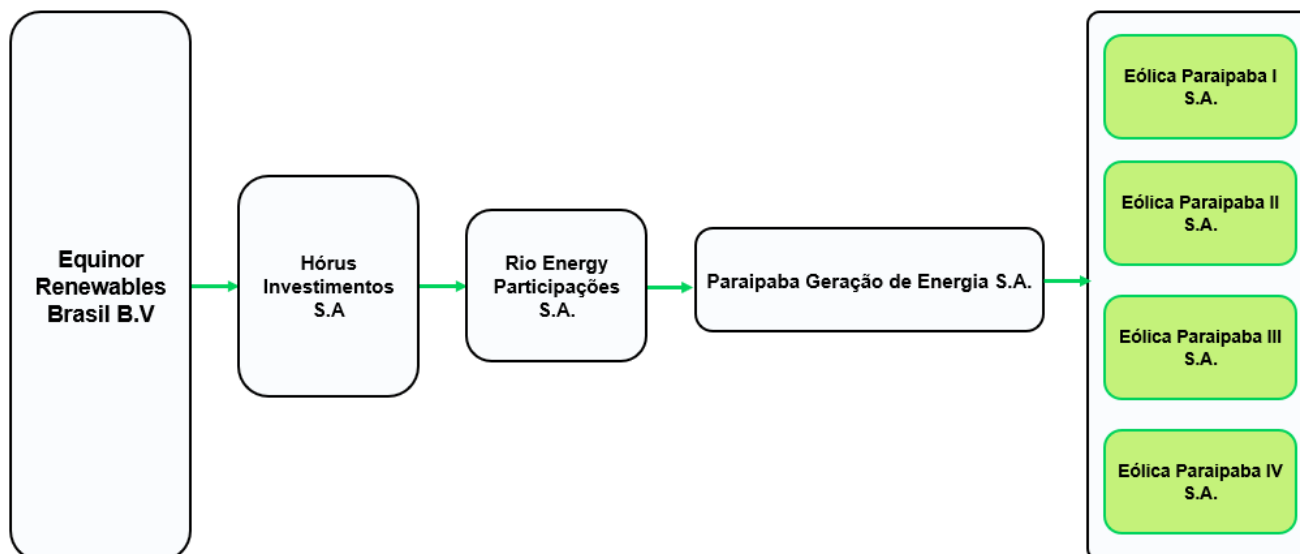 Equinor
Renewables
Brasil B.V
Hórus
Investimentos
S.A
Rio Energy
Participações
S.A.
Paraipaba Geração de Energia S.A.
Eólica Paraipaba I
S.A.
Eólica Paraipaba II
S.A.
Eólica Paraipaba III
S.A.
Eólica Paraipaba IV
S.A.